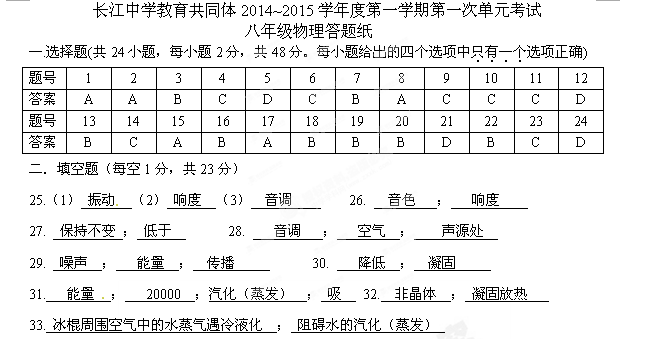 长江中学教育共同体 2014~2015 学年度第一学期第一次单元考试
八年级物理答题纸
一选择题(共 24 小题，每小题 2 分，共 48 分。每小题给出的四个选项中只有一个选项正确)
题号 1 2 3 4 5 6 7 8 9 10 11 12
答案 A A B C D C B A C C C D
题号 13 14 15 16 17 18 19 20 21 22 23 24
答案 B C A B A B B B D B C D
二．填空题（每空 1 分，共 23 分）
25.（1） 振动 （2） 响度 （3） 音调 26. 音色 ； 响度
27. 保持不变 ； 低于 28. 音调 ； 空气 ； 声源处
29. 噪声 ； 能量 ； 传播 30. 降低 ； 凝固
31. 能量 ； 20000 ；汽化（蒸发） ； 吸 32. 非晶体 ； 凝固放热
33. 冰棍周围空气中的水蒸气遇冷液化 ； 阻碍水的汽化（蒸发）